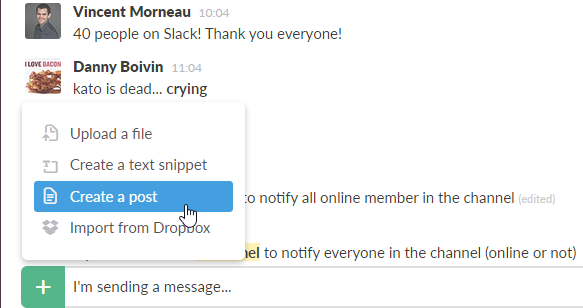 Vincent Morneau 10:04
40 people on Slack! Thank you everyone!
I LOVE BACON
Danny Boivin 11:04
kato is dead... crying
Upload a file
Create a text snippet
Create a post
to notify all online member in the channel (edited)
Import from Dropbox
nel to notify everyone in the channel (online or not)
+ I'm sending a message...